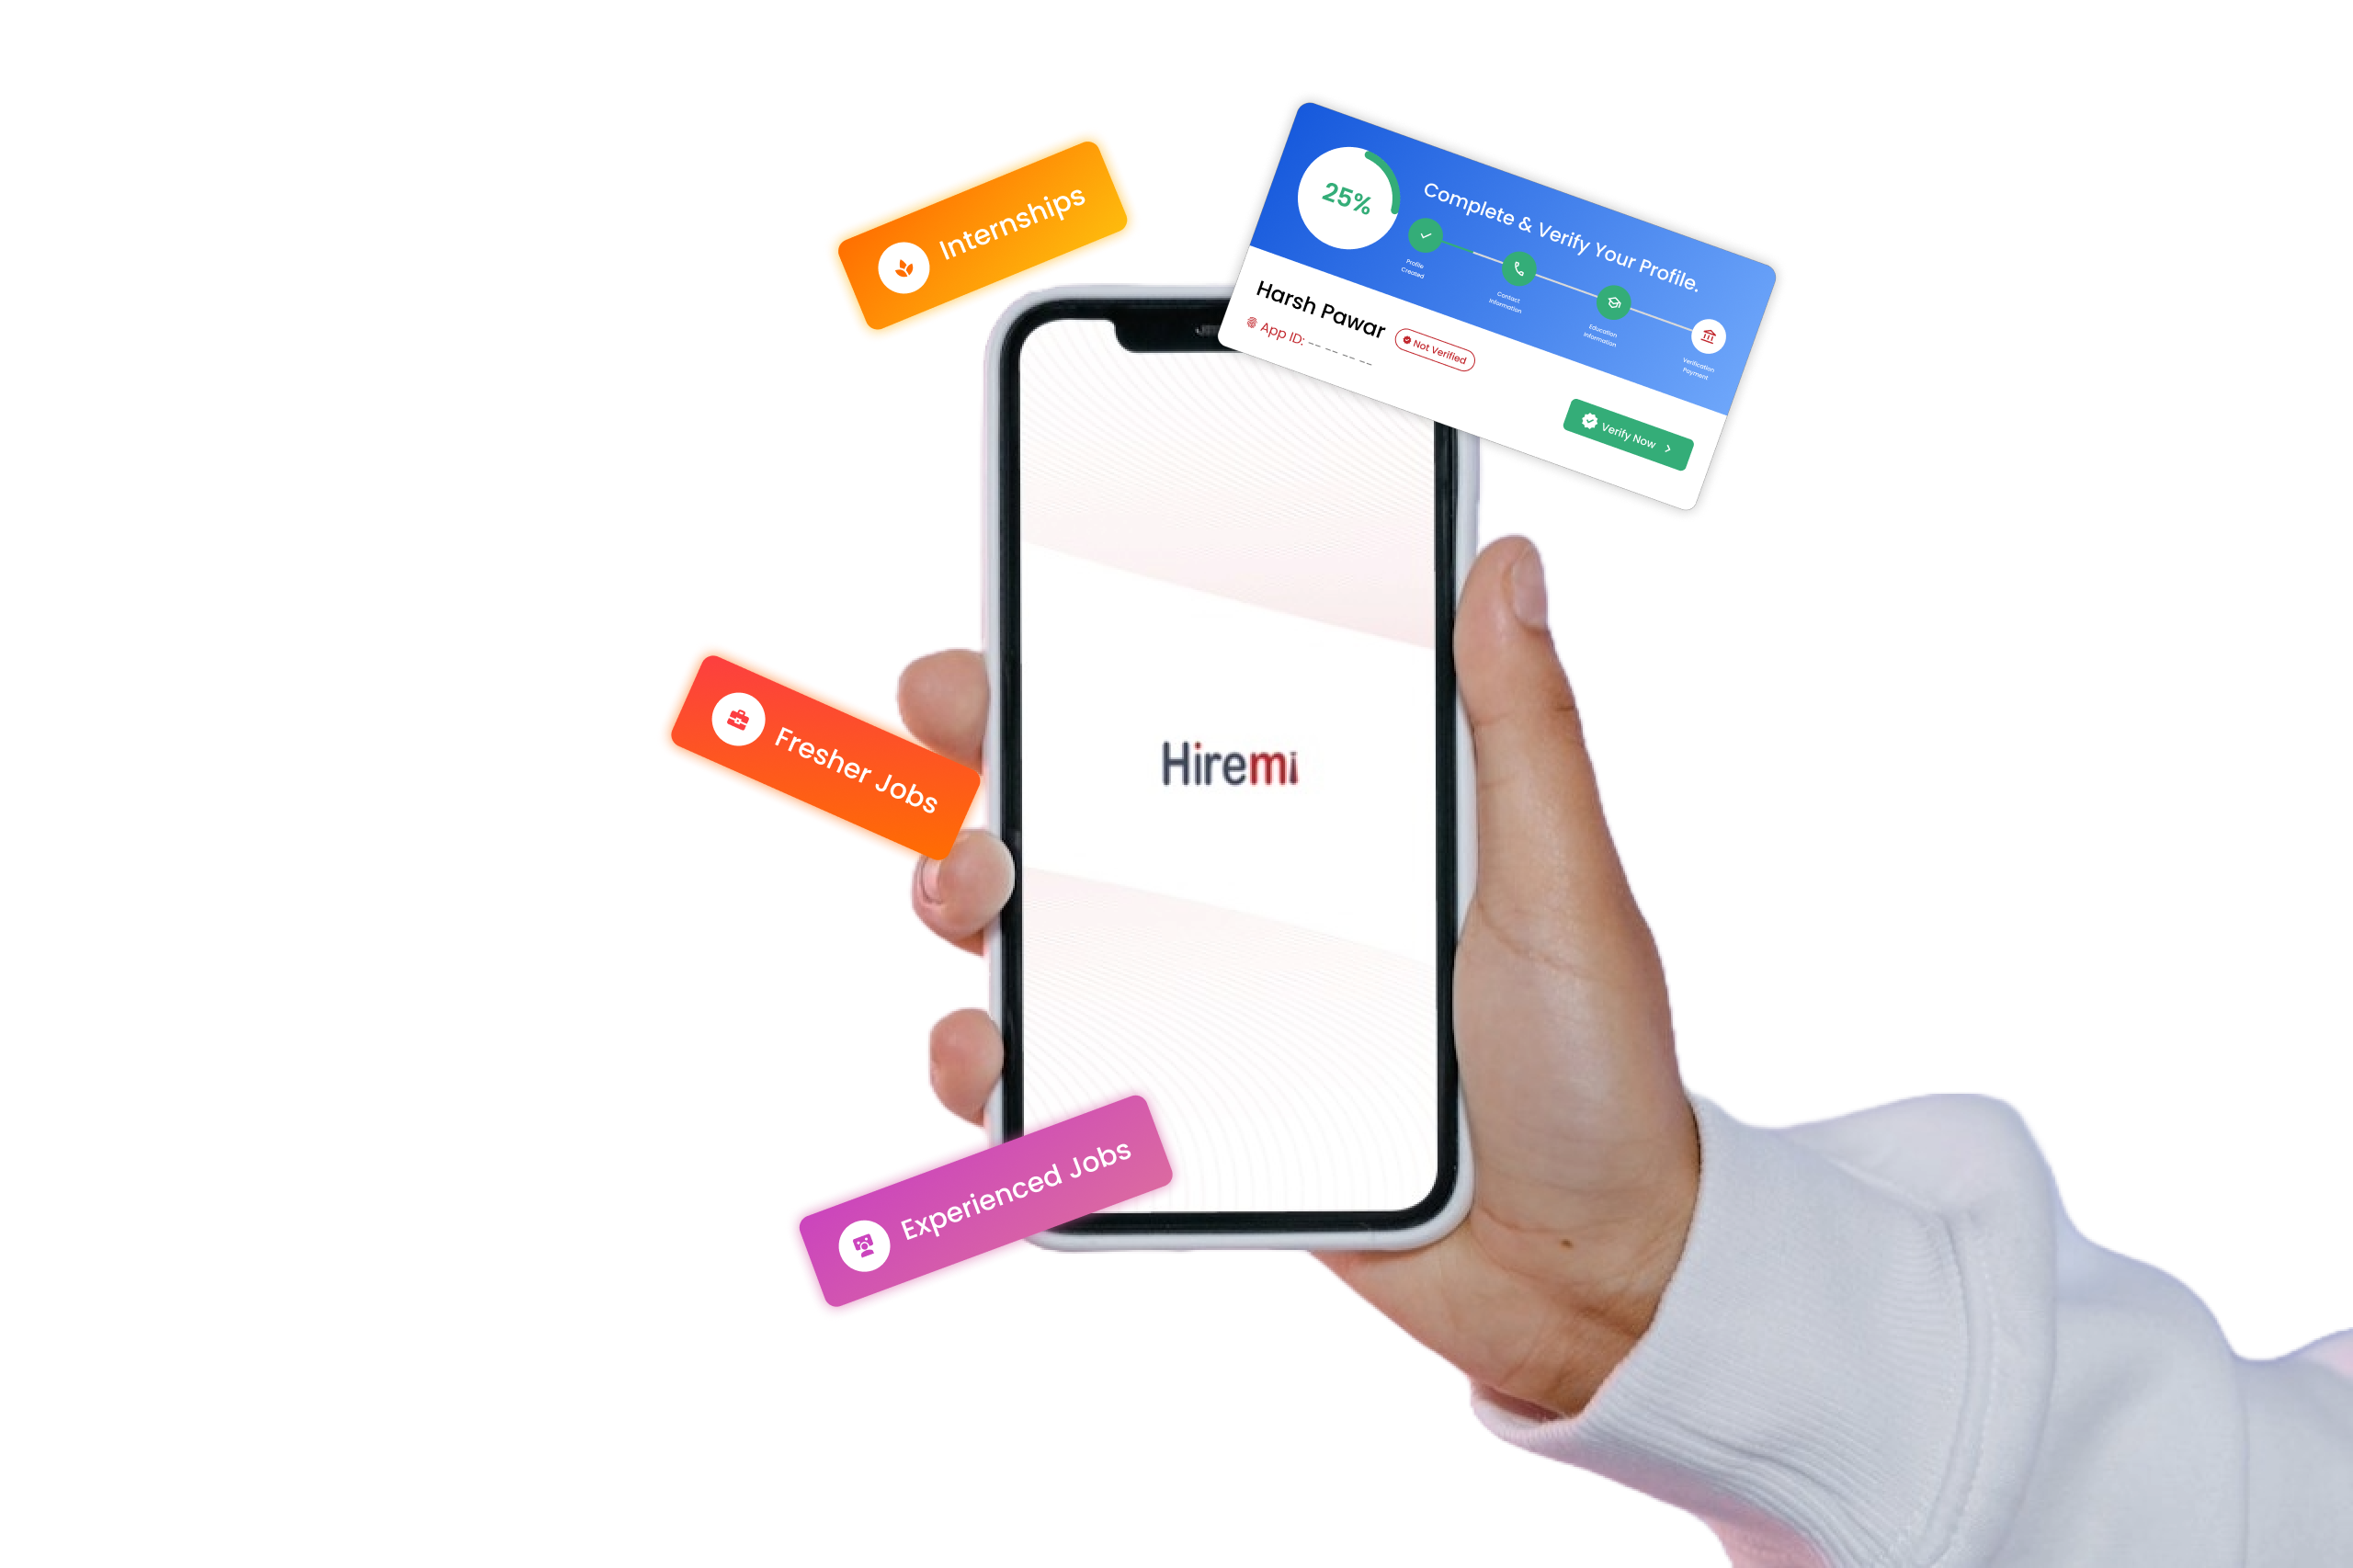 Internships
25%
Complete & Verify Your Profile.
Profile
Created
Contact
Information
Education
Information
Verification
Payment
Harsh Pawar
Not Verified
App ID: -- -- -- --
Verify Now
Fresher Jobs
Hiremi
Experienced Jobs